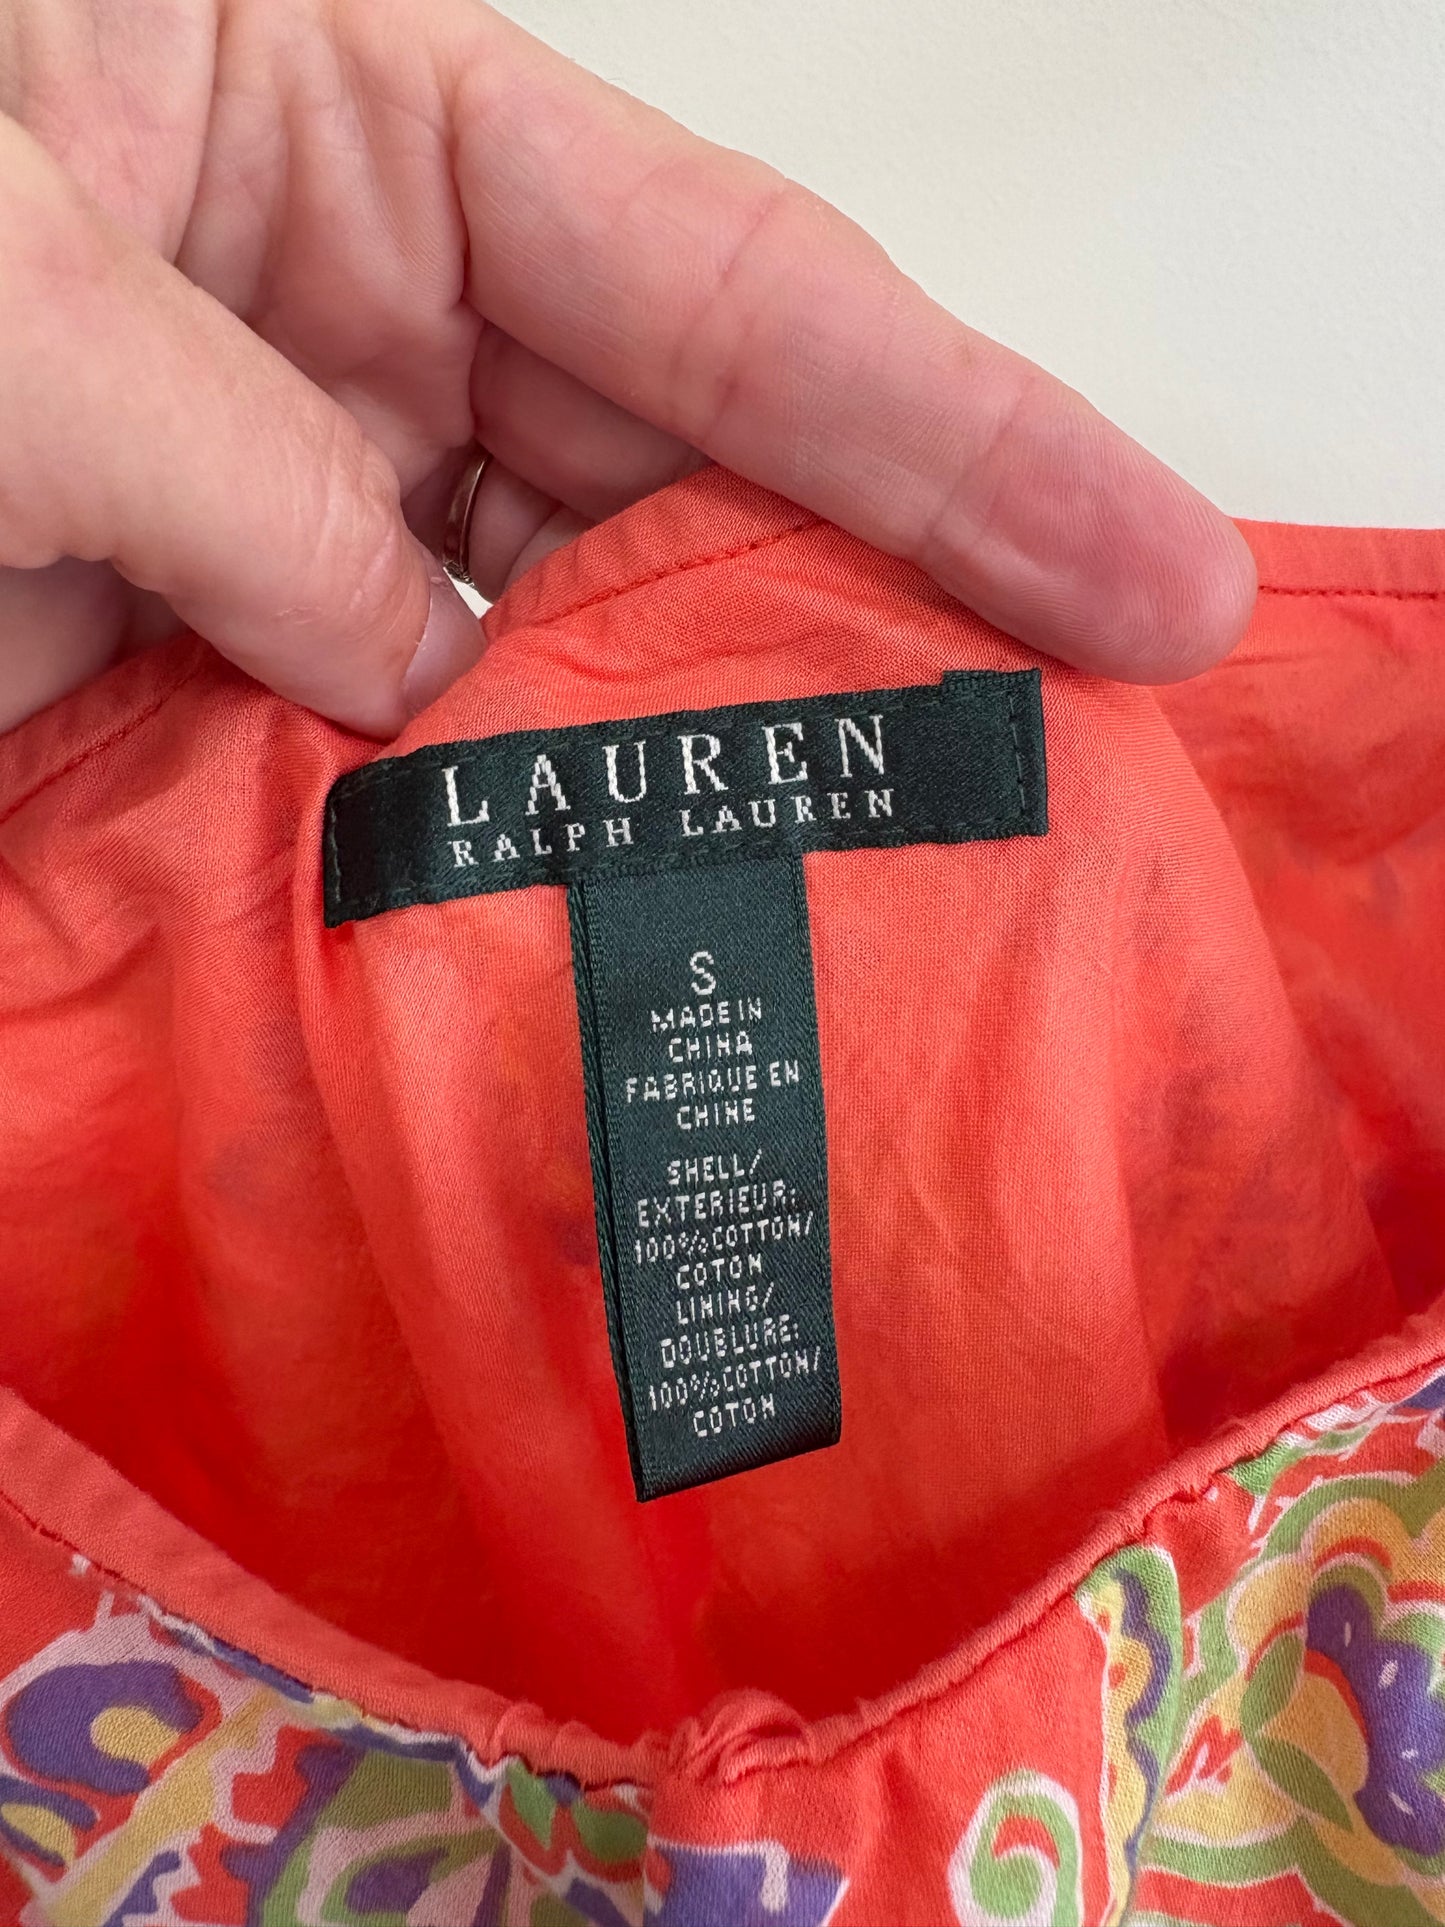 LAUREN
RALPH LAUREN
S
MADE IN
CHINA
FABRIQUE EN
CHINE
SHELL/
EXTERIEUR:
100% COTTON/
COTON
LINING/
DOUBLURE:
100% COTTON/
COTON